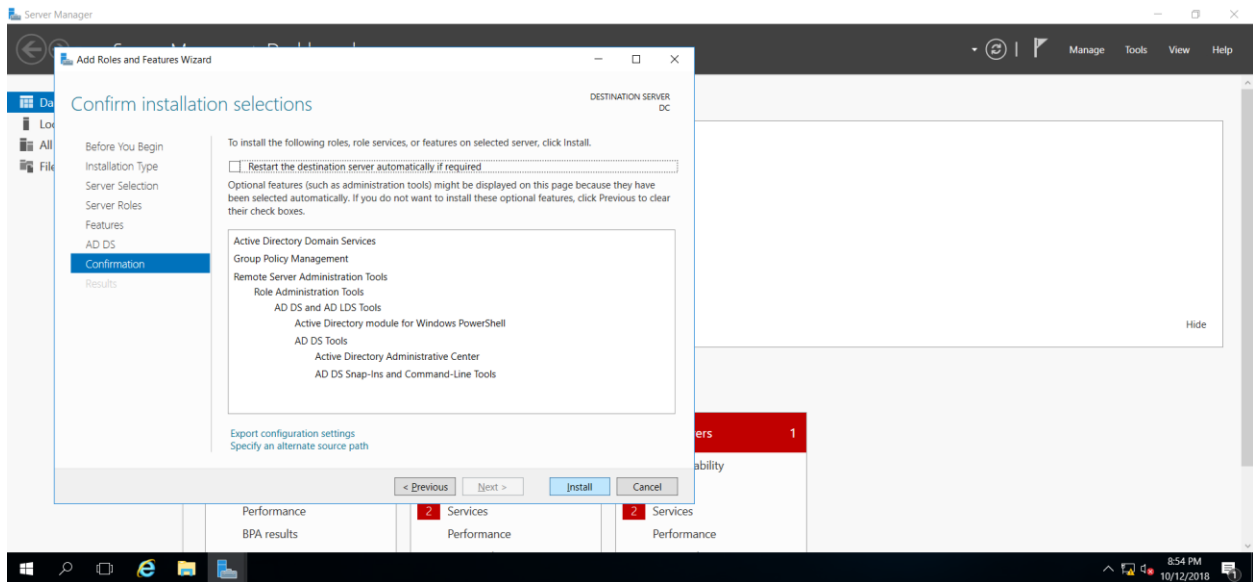 Server Manager
Manage Tools View Help
Add Roles and Features Wizard
Confirm installation selections
DESTINATION SERVER
DC
Before You Begin
Installation Type
Server Selection
Server Roles
Features
AD DS
Confirmation
Results
To install the following roles, role services, or features on selected server, click Install.
Restart the destination server automatically if required
Optional features (such as administration tools) might be displayed on this page because they have
been selected automatically. If you do not want to install these optional features, click Previous to clear
their check boxes.
Active Directory Domain Services
Group Policy Management
Remote Server Administration Tools
Role Administration Tools
AD DS and AD LDS Tools
Active Directory module for Windows PowerShell
AD DS Tools
Active Directory Administrative Center
AD DS Snap-Ins and Command-Line Tools
Export configuration settings
Specify an alternate source path
< Previous Next > Install Cancel
Da
Loc
All
File
Hide
ers 1
ability
Performance
BPA results
2 Services
Performance
2 Services
Performance
8:54 PM
10/12/2018
1